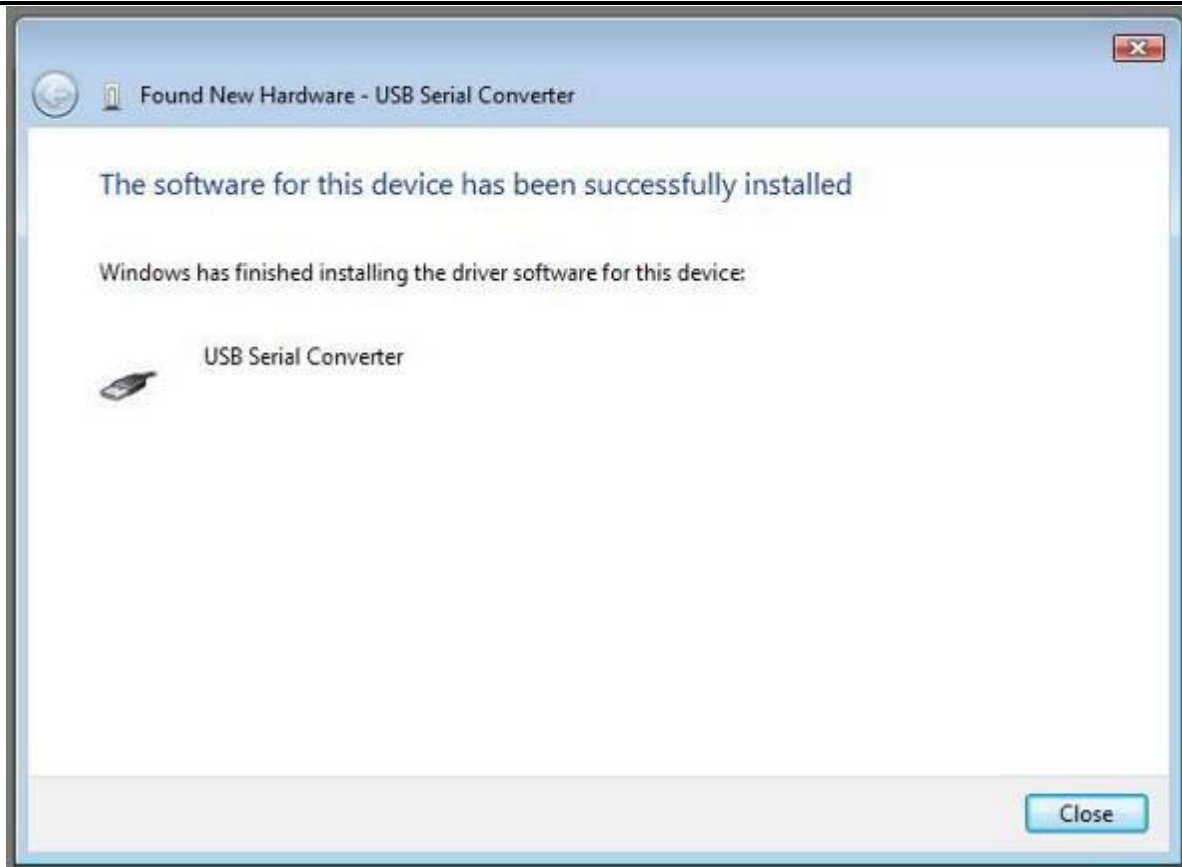 Found New Hardware - USB Serial Converter
The software for this device has been successfully installed
Windows has finished installing the driver software for this device:
USB Serial Converter
Close